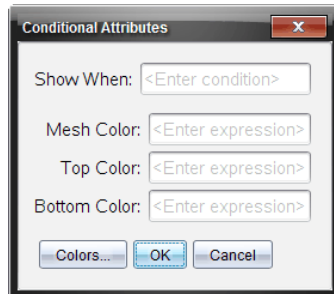 Conditional Attributes
Show When: <Enter condition>
Mesh Color: <Enter expression>
Top Color: <Enter expression>
Bottom Color: <Enter expression>
Colors... OK Cancel